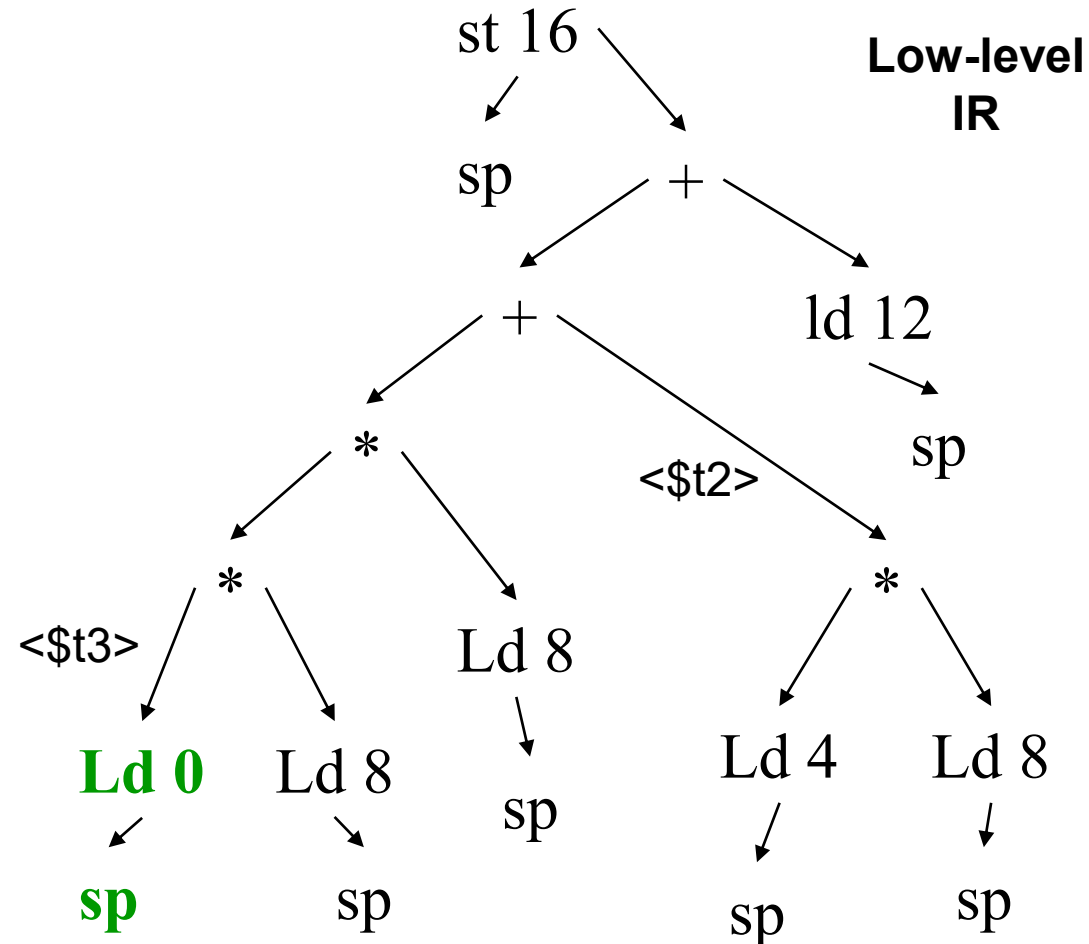 st 16
Low-level
IR
sp
+
+
ld 12
*
<$t2>
sp
*
*
<$t3>
Ld 8
Ld 0
Ld 8
Ld 4
Ld 8
sp
sp
sp
sp
sp